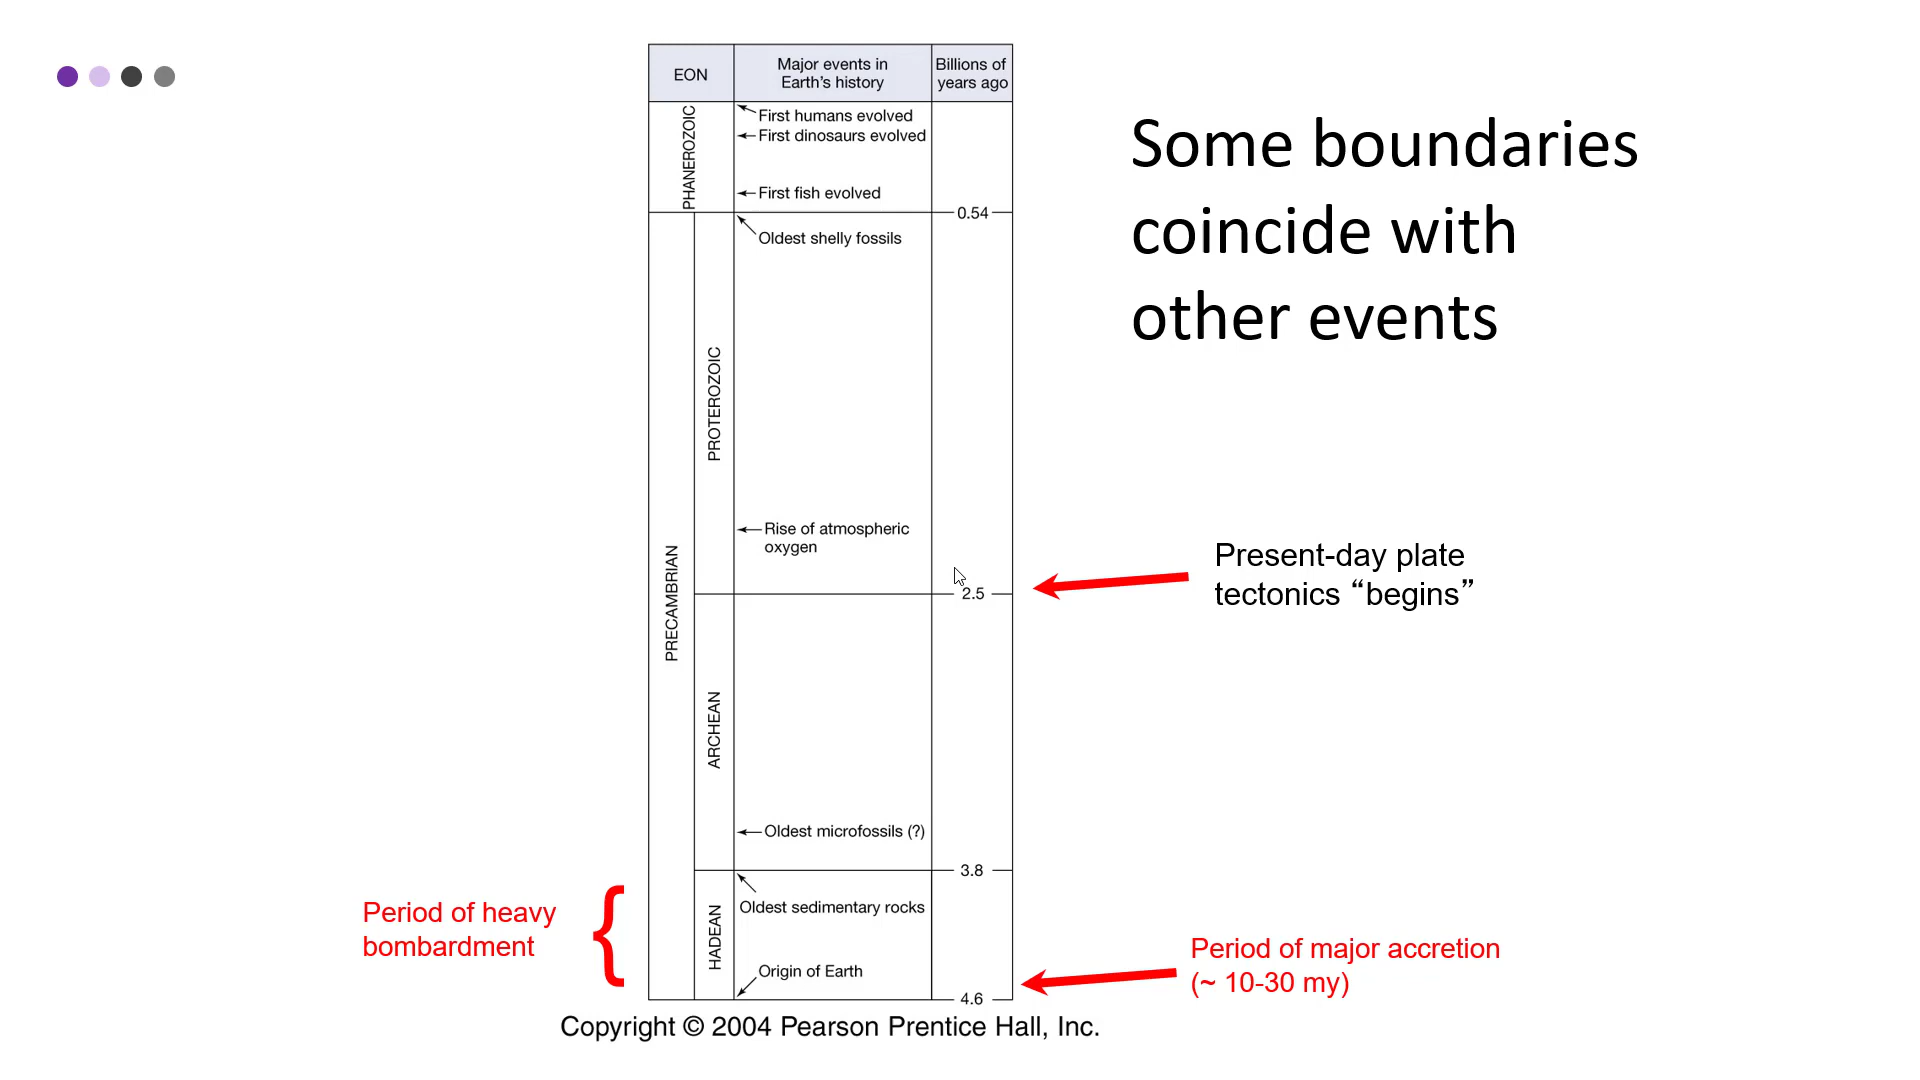 EON
Major events in
Earth's history
Billions of
years ago
PHANEROZOIC
First humans evolved
First dinosaurs evolved
First fish evolved
0.54
Oldest shelly fossils
PRECAMBRIAN
PROTEROZOIC
Rise of atmospheric
oxygen
2.5
ARCHEAN
Oldest microfossils (?)
3.8
HADEAN
Oldest sedimentary rocks
Origin of Earth
4.6
Copyright © 2004 Pearson Prentice Hall, Inc.
Some boundaries
coincide with
other events
Present-day plate
tectonics “begins”
Period of heavy
bombardment
Period of major accretion
(~ 10-30 my)